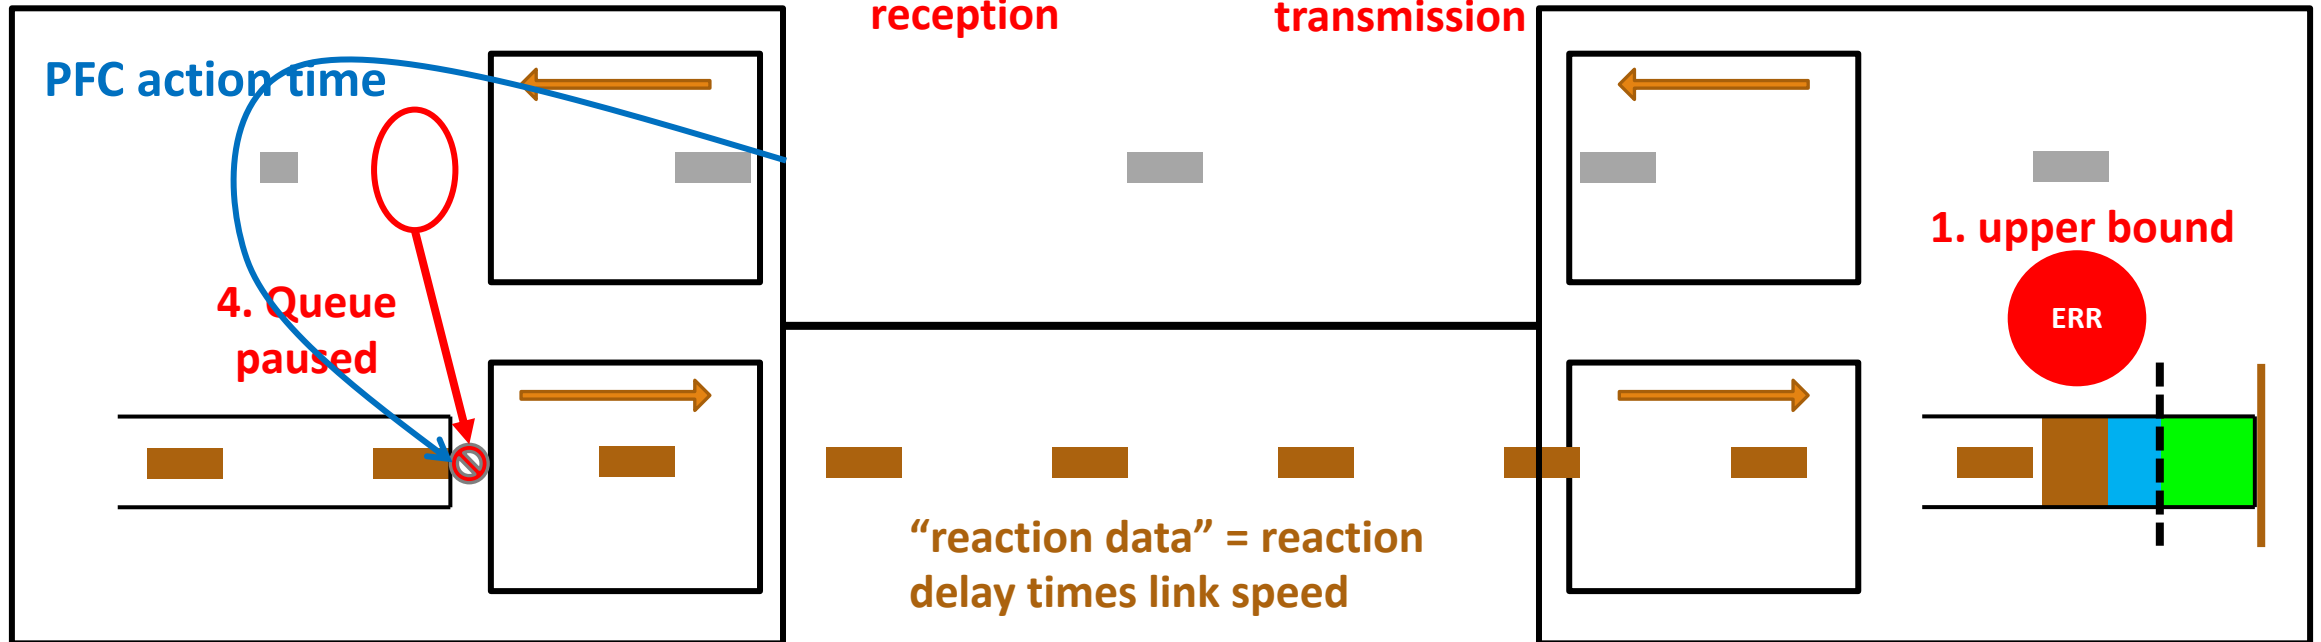 reception
transmission
PFC action time
1. upper bound
4. Queue
paused
ERR
“reaction data” = reaction
delay times link speed